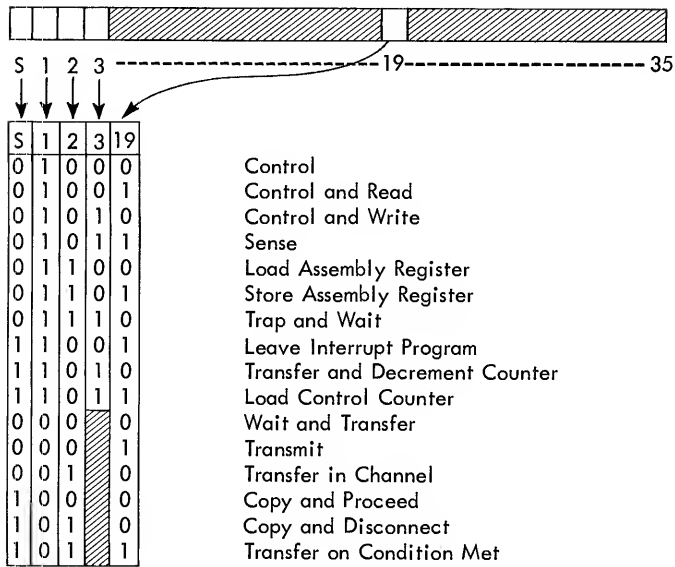 S 1 2 3 -------------------- 19 -------------------- 35
S 1 2 3 19
0 1 0 0 0 Control
0 1 0 0 1 Control and Read
0 1 0 1 0 Control and Write
0 1 0 1 1 Sense
0 1 1 0 0 Load Assembly Register
0 1 1 0 1 Store Assembly Register
0 1 1 1 0 Trap and Wait
1 1 0 0 1 Leave Interrupt Program
1 1 0 1 0 Transfer and Decrement Counter
1 1 0 1 1 Load Control Counter
0 0 0 0 Wait and Transfer
0 0 0 1 Transmit
0 0 1 0 Transfer in Channel
1 0 0 0 Copy and Proceed
1 0 1 0 Copy and Disconnect
1 0 1 1 Transfer on Condition Met